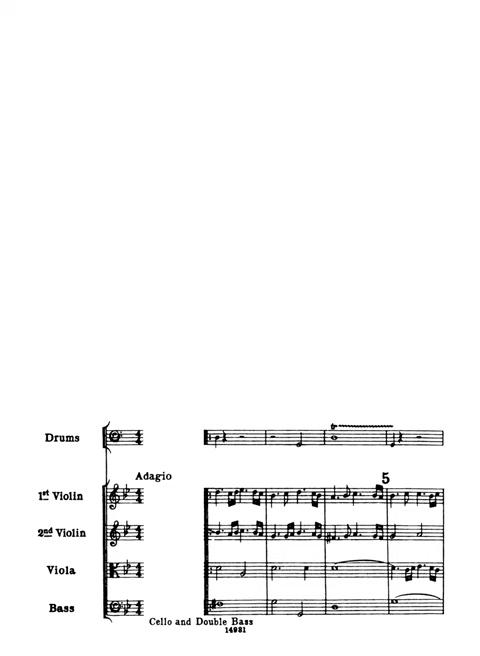 Drums
Adagio
5
1st Violin
2nd Violin
Viola
Bass
Cello and Double Bass
14981